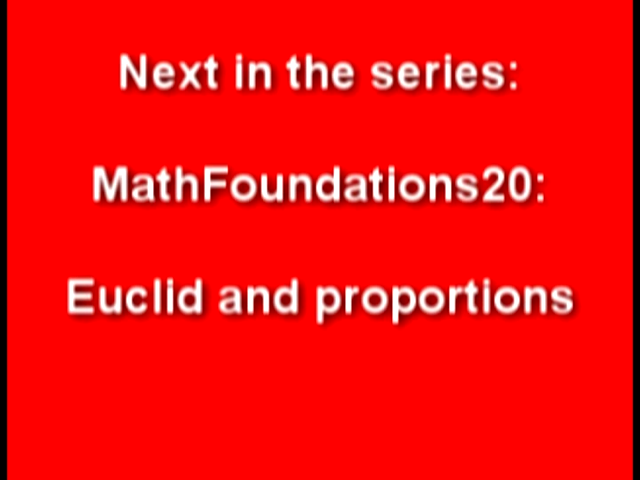 Next in the series:
MathFoundations20:
Euclid and proportions